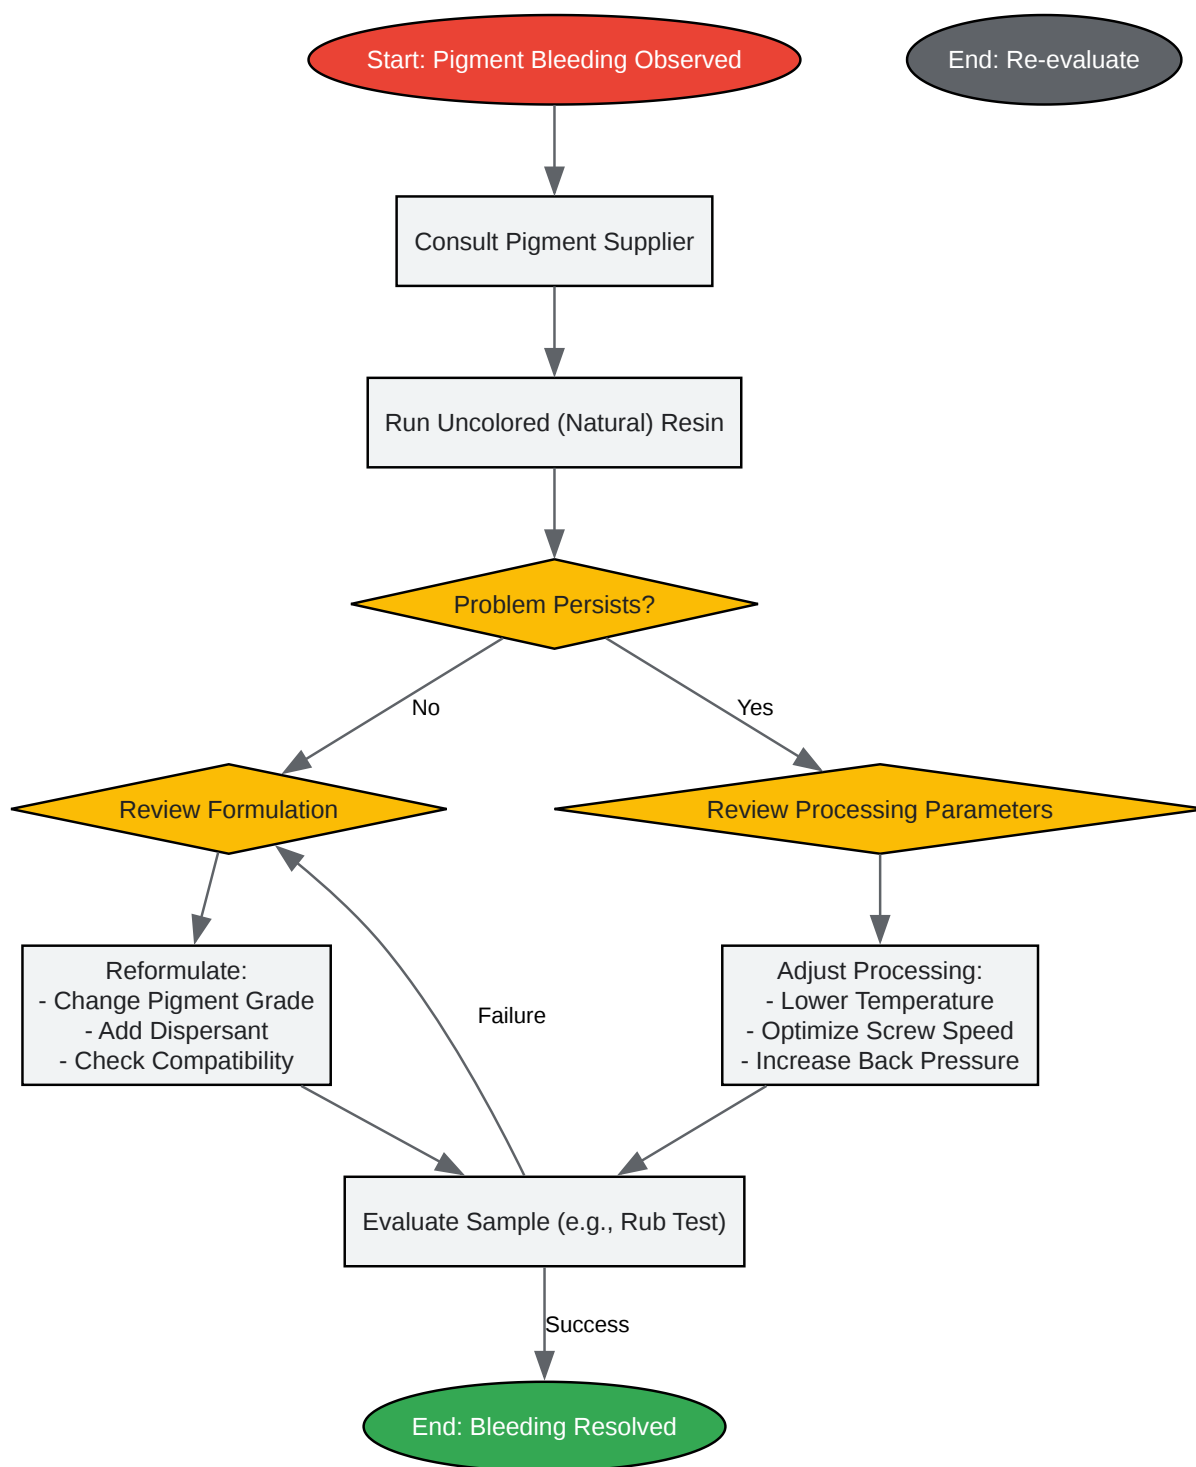 Start: Pigment Bleeding Observed
End: Re-evaluate
Consult Pigment Supplier
Run Uncolored (Natural) Resin
Problem Persists?
No
Yes
Review Formulation
Review Processing Parameters
Reformulate:
- Change Pigment Grade
- Add Dispersant
- Check Compatibility
Failure
Adjust Processing:
- Lower Temperature
- Optimize Screw Speed
- Increase Back Pressure
Evaluate Sample (e.g., Rub Test)
Success
End: Bleeding Resolved